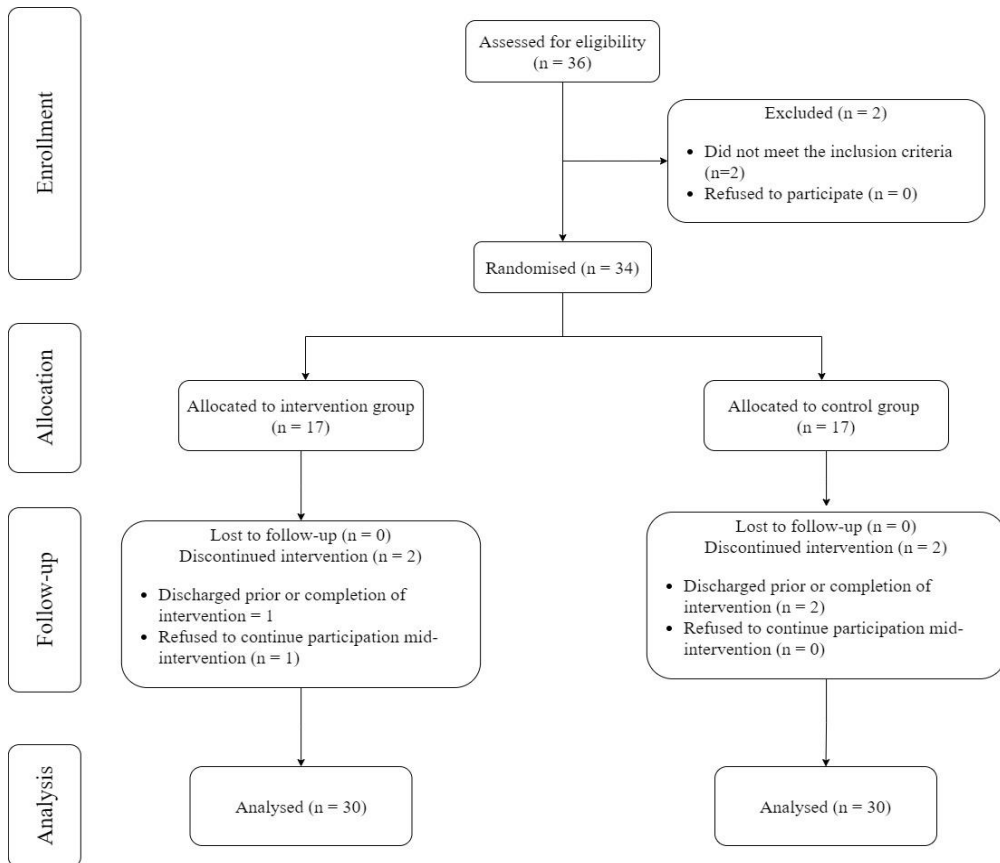 Enrollment
Assessed for eligibility
(n = 36)
Excluded (n = 2)
• Did not meet the inclusion criteria
(n=2)
• Refused to participate (n = 0)
Randomised (n = 34)
Allocation
Allocated to intervention group
(n = 17)
Allocated to control group
(n = 17)
Follow-up
Lost to follow-up (n = 0)
Discontinued intervention (n = 2)
• Discharged prior or completion of
intervention = 1
• Refused to continue participation mid-
intervention (n = 1)
Lost to follow-up (n = 0)
Discontinued intervention (n = 2)
• Discharged prior or completion of
intervention (n = 2)
• Refused to continue participation mid-
intervention (n = 0)
Analysis
Analysed (n = 30)
Analysed (n = 30)